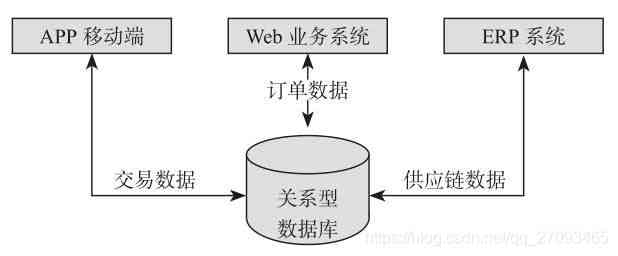 APP 移动端
Web 业务系统
ERP 系统
订单数据
交易数据
供应链数据
关系型
数据库
https://blog.csdn.net/qq_27093465